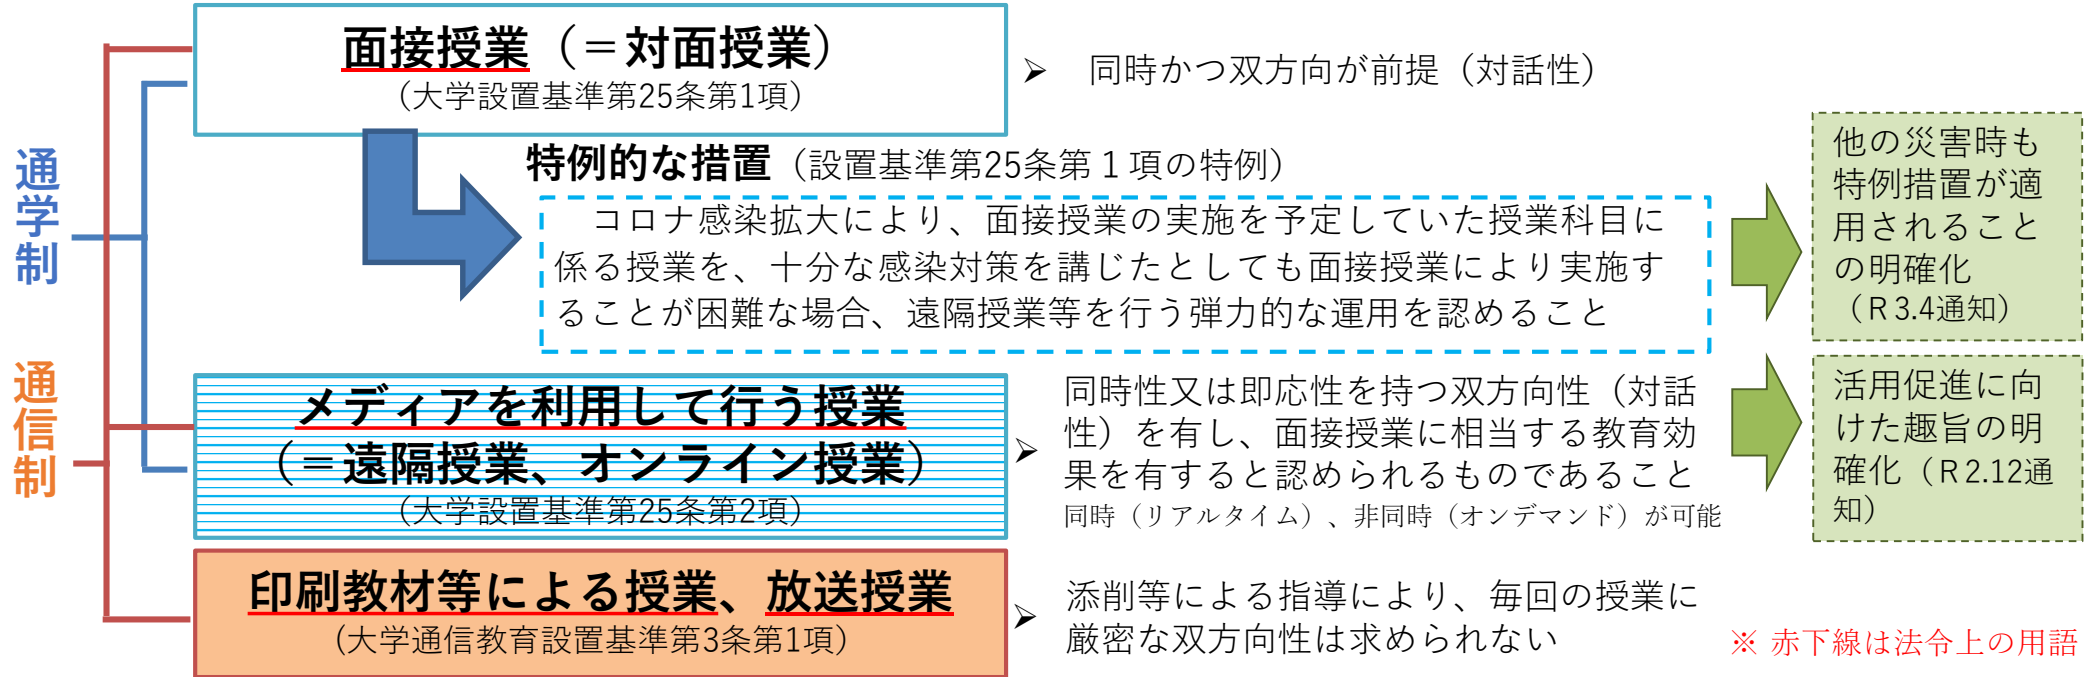 通学制
通信制
面接授業（＝対面授業）
（大学設置基準第25条第1項）
➢ 同時かつ双方向が前提（対話性）
特例的な措置（設置基準第25条第１項の特例）
コロナ感染拡大により、面接授業の実施を予定していた授業科目に
係る授業を、十分な感染対策を講じたとしても面接授業により実施す
ることが困難な場合、遠隔授業等を行う弾力的な運用を認めること
他の災害時も
特例措置が適
用されること
の明確化
（R３.4通知）
メディアを利用して行う授業
（＝遠隔授業、オンライン授業）
（大学設置基準第25条第2項）
➢ 同時性又は即応性を持つ双方向性（対話
性）を有し、面接授業に相当する教育効
果を有すると認められるものであること
同時（リアルタイム）、非同時（オンデマンド）が可能
活用促進に向
けた趣旨の明
確化（R２.12通
知）
印刷教材等による授業、放送授業
(大学通信教育設置基準第3条第1項）
➢ 添削等による指導により、毎回の授業に
厳密な双方向性は求められない
※ 赤下線は法令上の用語